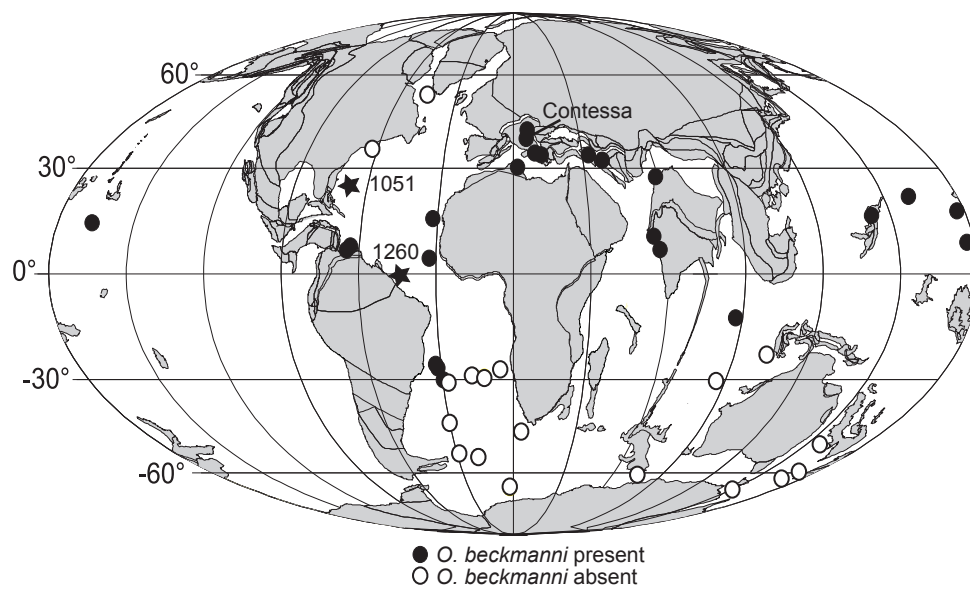 60°
Contessa
30°
1051
1260
0°
-30°
-60°
O. beckmanni present
O. beckmanni absent